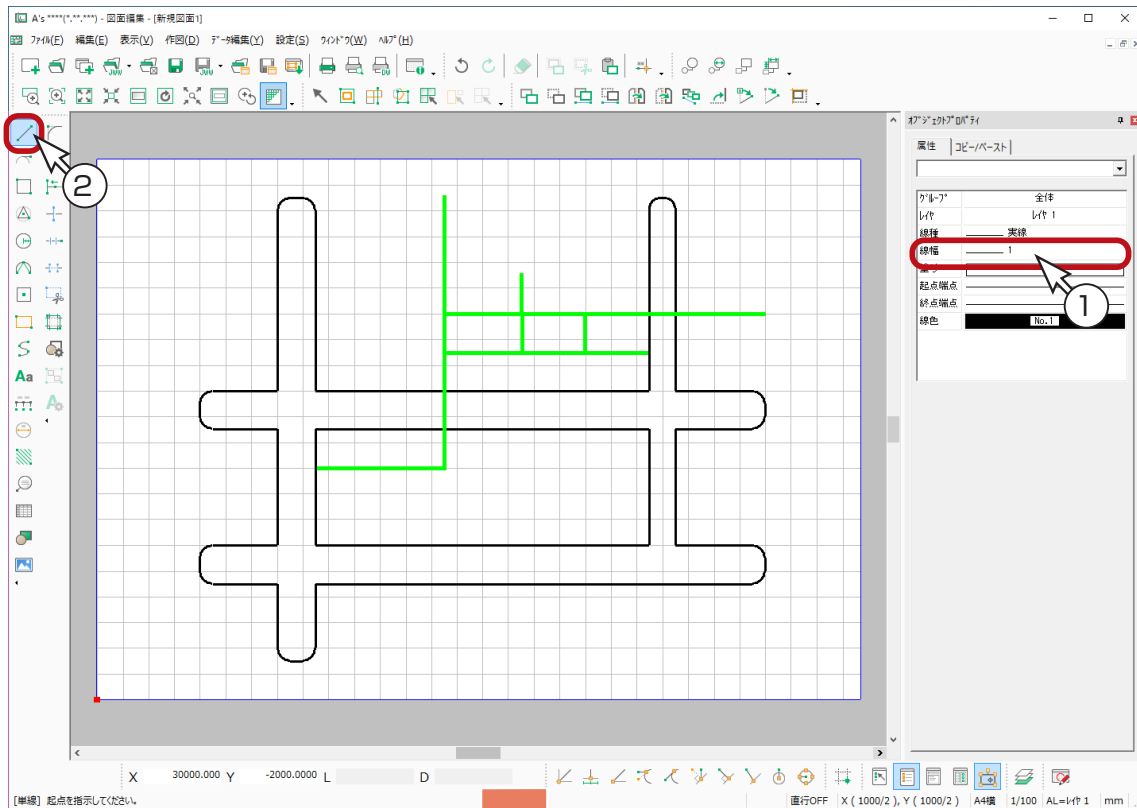 A's ****(*.**.***) - 図面編集 - [新規図面1]
ファイル(F) 編集(E) 表示(V) 作図(D) データ編集(Y) 設定(S) ウィンドウ(W) ヘルプ(H)
JWW JWW DV
Aa
A
②
オブジェクトプロパティ
属性 コピー/ペースト
グループ 全体
レイヤ レイヤ 1
線種 実線
線幅 1
起点端点
終点端点
線色 No.1
①
X 30000.000 Y -2000.0000 L D
[単線] 起点を指示してください。
直行OFF X ( 1000/2 ), Y ( 1000/2 ) A4横 1/100 AL=レイヤ 1 mm